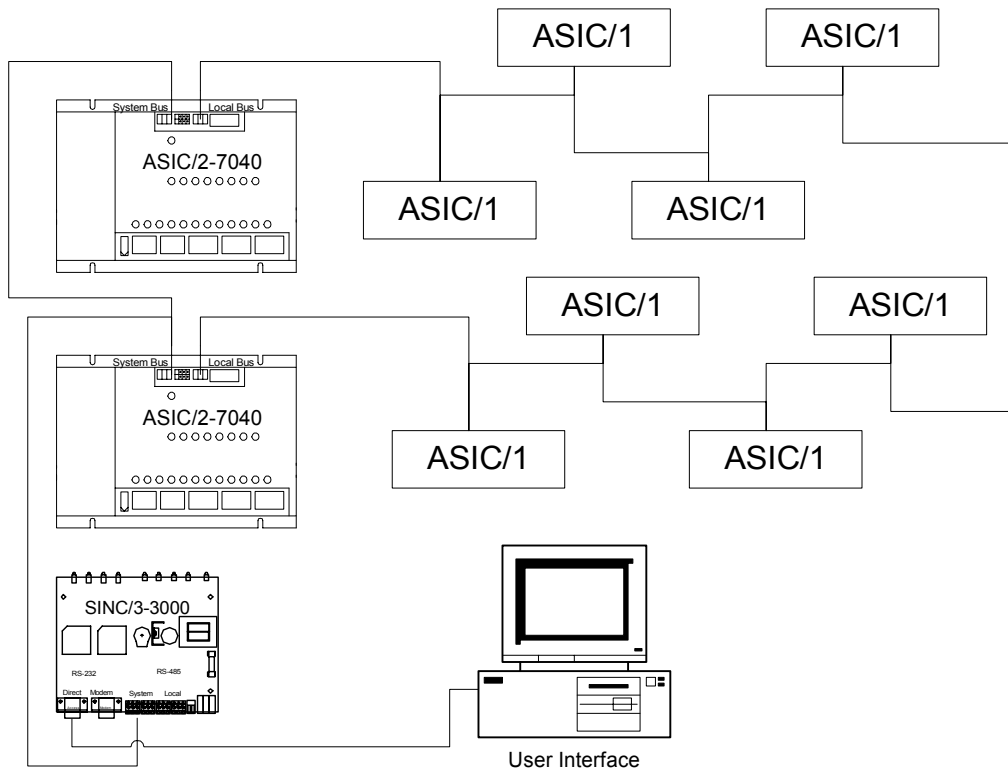 ASIC/1
ASIC/1
System Bus
Local Bus
ASIC/2-7040
ASIC/1
ASIC/1
ASIC/1
ASIC/1
System Bus
Local Bus
ASIC/2-7040
ASIC/1
ASIC/1
SINC/3-3000
RS-232
RS-485
Direct
Modem
System
Local
User Interface